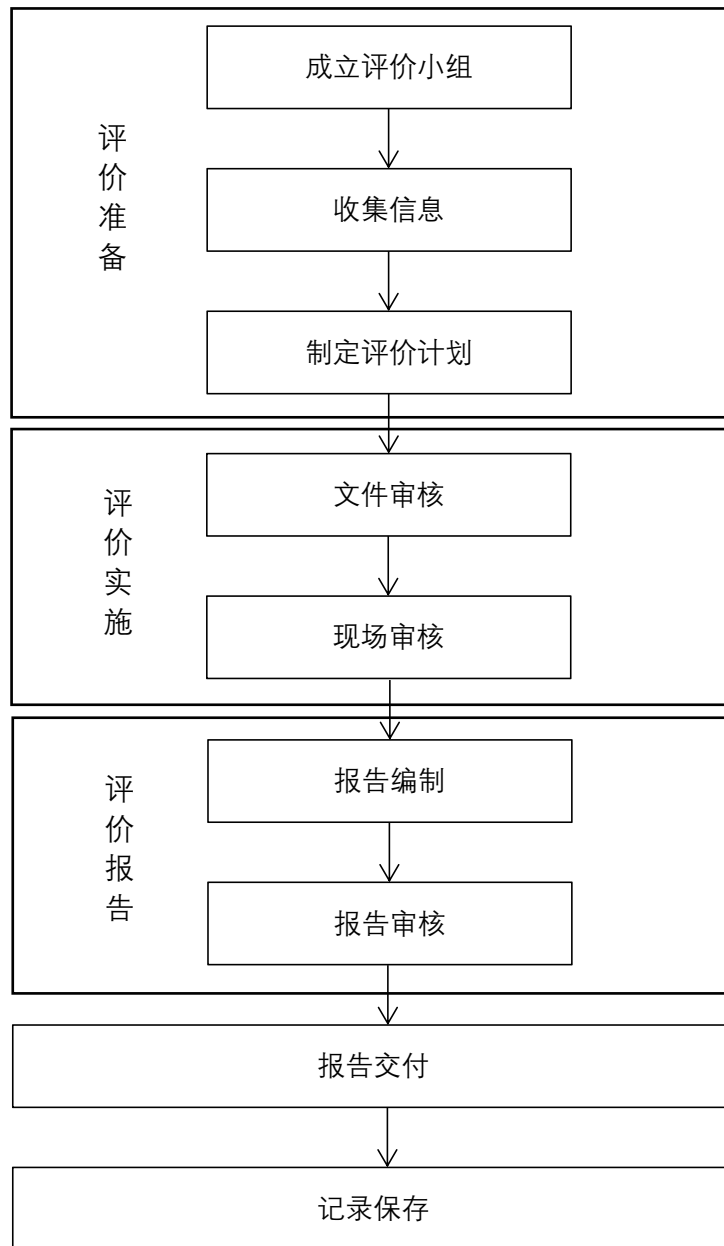 评价准备
成立评价小组
收集信息
制定评价计划
评价实施
文件审核
现场审核
评价报告
报告编制
报告审核
报告交付
记录保存